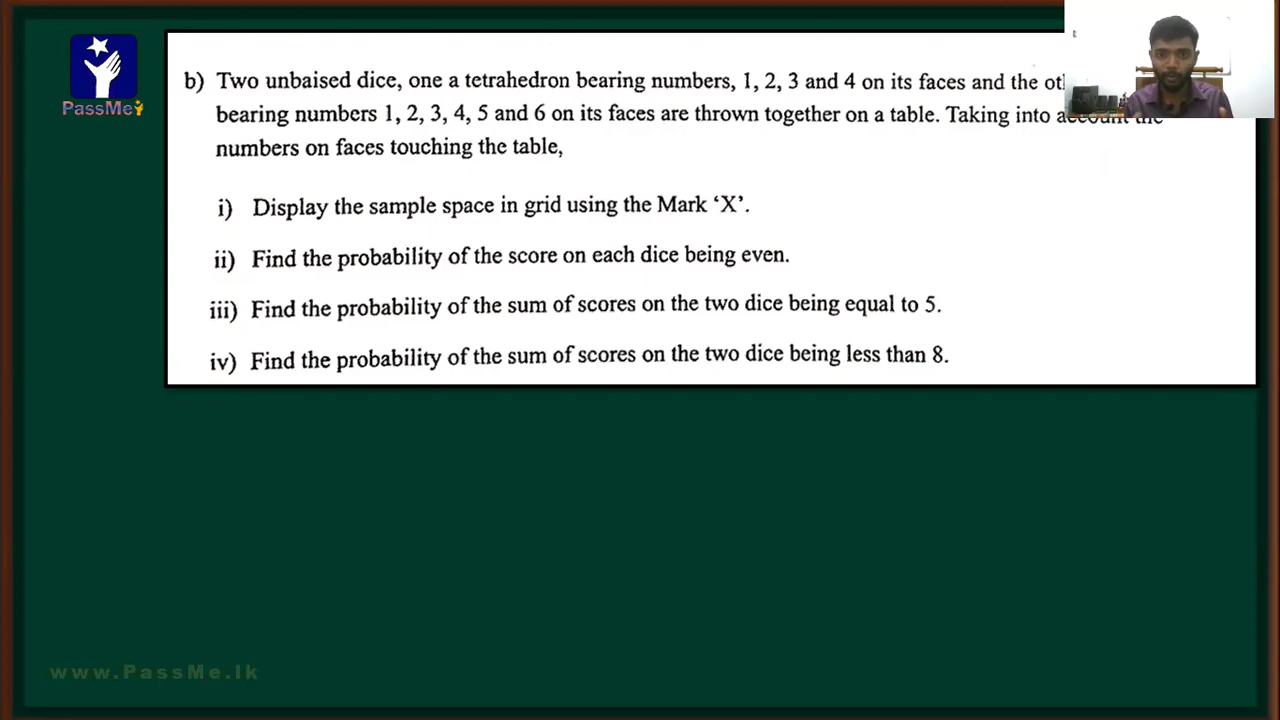 PassMe
b) Two unbaised dice, one a tetrahedron bearing numbers, 1, 2, 3 and 4 on its faces and the
bearing numbers 1, 2, 3, 4, 5 and 6 on its faces are thrown together on a table. Taking into account the
numbers on faces touching the table,
i) Display the sample space in grid using the Mark ‘X’.
ii) Find the probability of the score on each dice being even.
iii) Find the probability of the sum of scores on the two dice being equal to 5.
iv) Find the probability of the sum of scores on the two dice being less than 8.
www.PassMe.lk